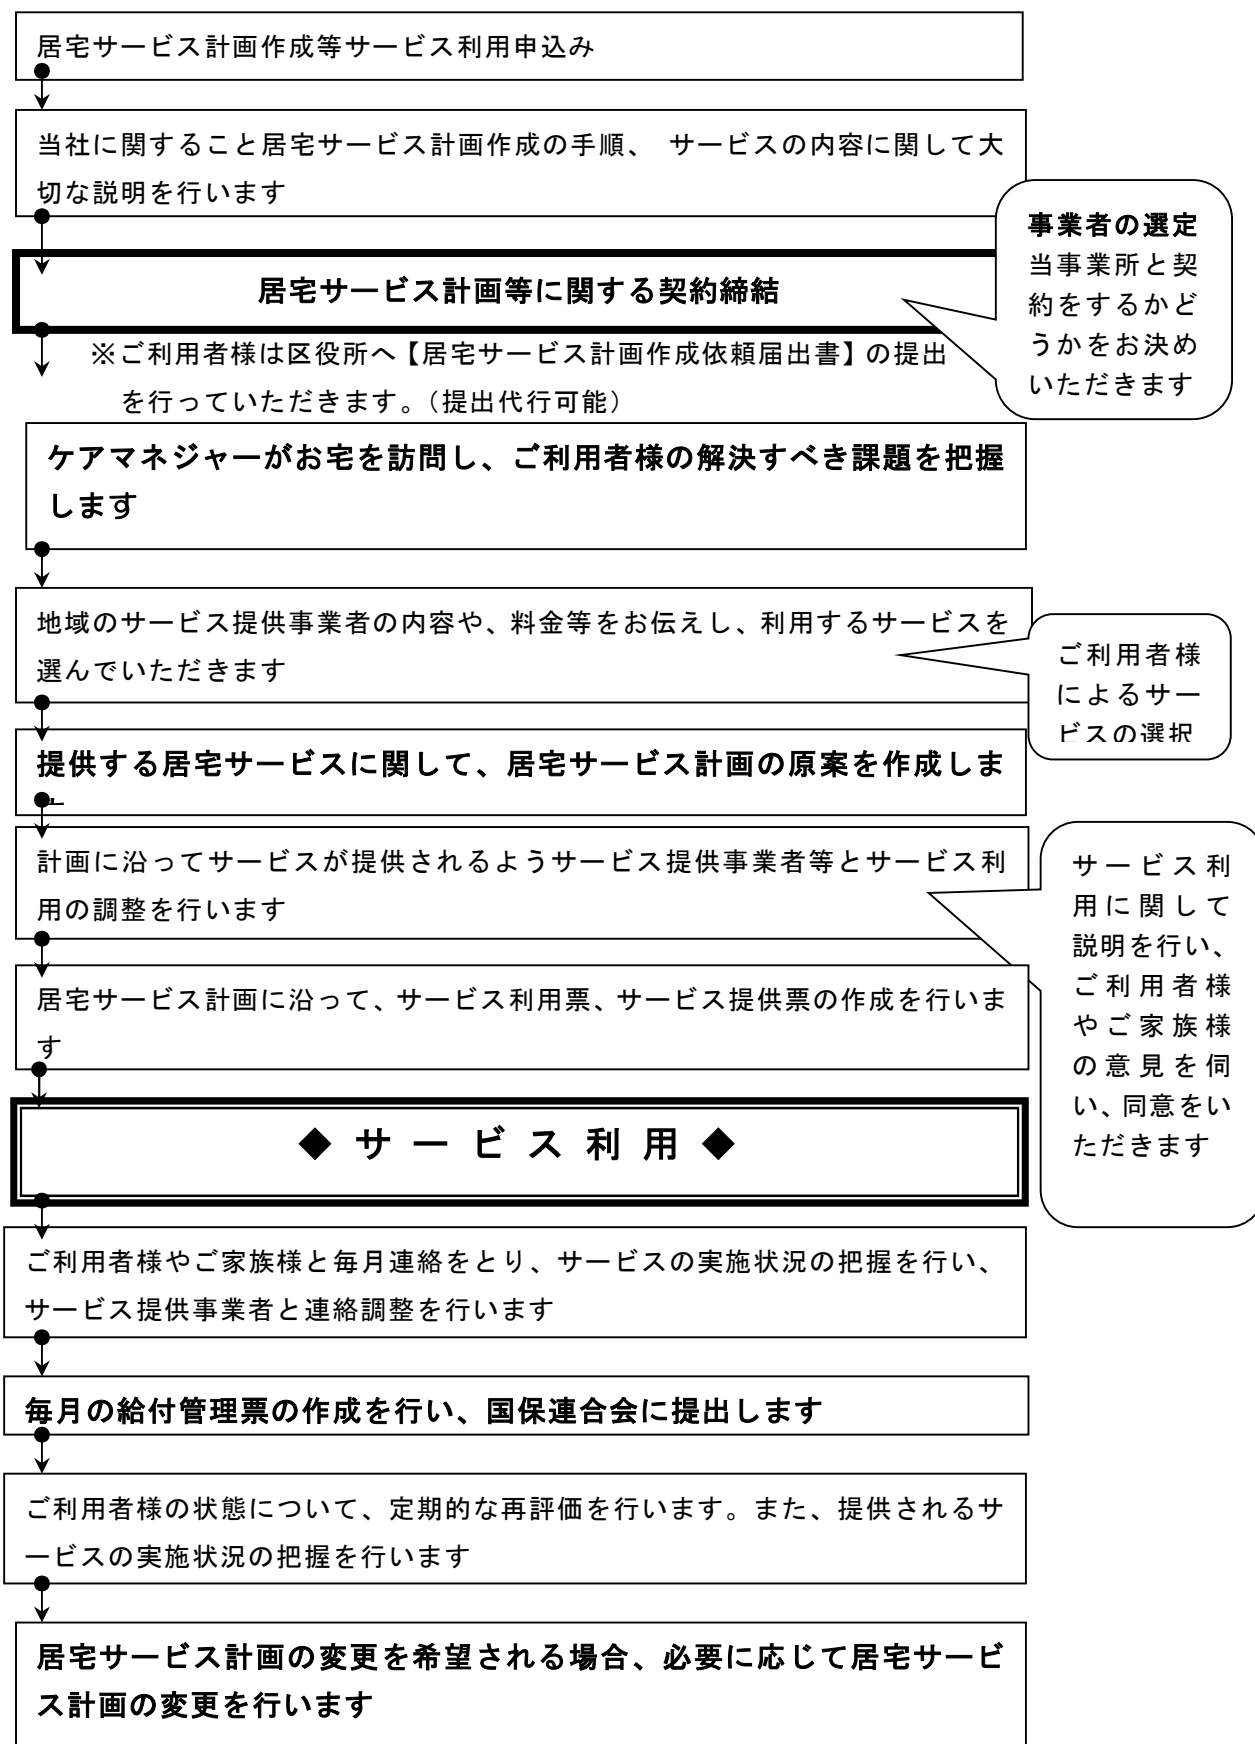 居宅サービス計画作成等サービス利用申込み
当社に関すること居宅サービス計画作成の手順、 サービスの内容に関して大
切な説明を行います
事業者の選定
当事業所と契
約をするかど
うかをお決め
いただきます
居宅サービス計画等に関する契約締結
※ご利用者様は区役所へ【居宅サービス計画作成依頼届出書】の提出
を行っていただきます。（提出代行可能）
ケアマネジャーがお宅を訪問し、ご利用者様の解決すべき課題を把握
します
地域のサービス提供事業者の内容や、料金等をお伝えし、利用するサービスを
選んでいただきます
ご利用者様
によるサー
ビスの選択
提供する居宅サービスに関して、居宅サービス計画の原案を作成しま
計画に沿ってサービスが提供されるようサービス提供事業者等とサービス利
用の調整を行います
サービス利
用に関して
説明を行い、
ご利用者様
やご家族様
の意見を伺
い、同意をい
ただきます
居宅サービス計画に沿って、サービス利用票、サービス提供票の作成を行いま
す
◆サービス利用◆
ご利用者様やご家族様と毎月連絡をとり、サービスの実施状況の把握を行い、
サービス提供事業者と連絡調整を行います
毎月の給付管理票の作成を行い、国保連合会に提出します
ご利用者様の状態について、定期的な再評価を行います。また、提供されるサ
ービスの実施状況の把握を行います
居宅サービス計画の変更を希望される場合、必要に応じて居宅サービ
ス計画の変更を行います